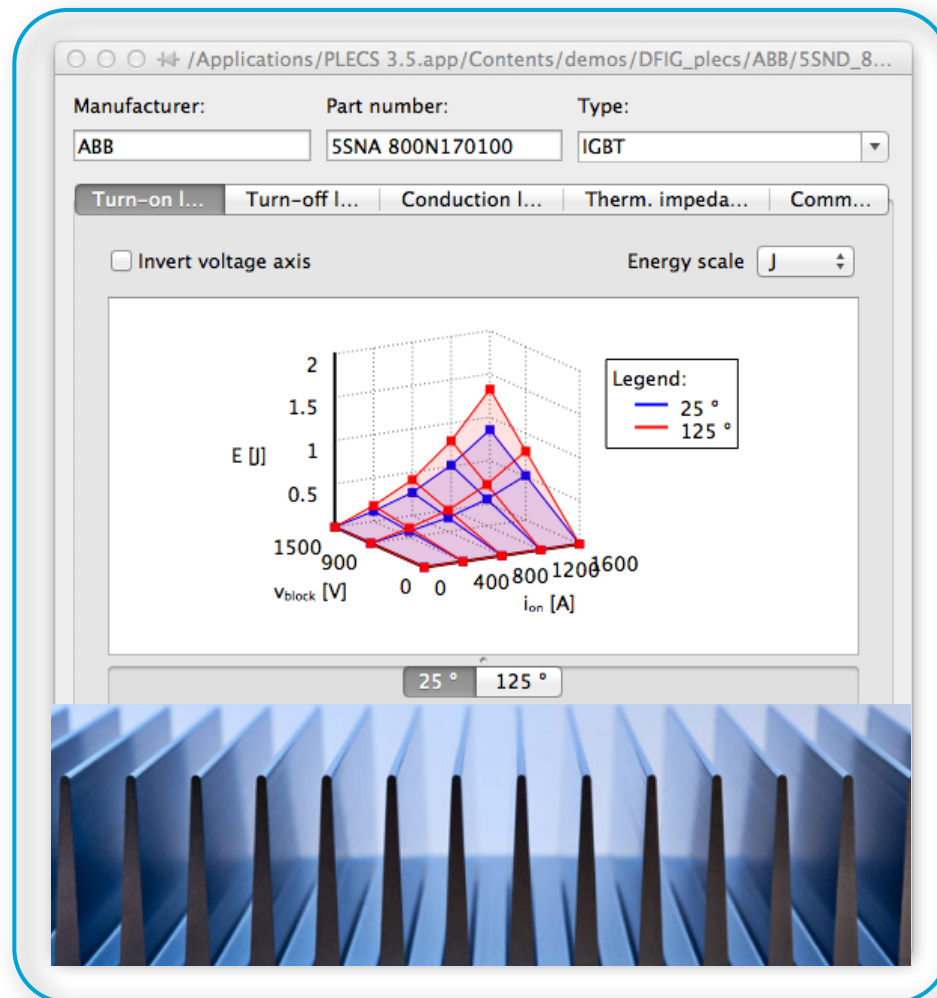 /Applications/PLECS 3.5.app/Contents/demos/DFIG_plecs/ABB/5SND_8...
Manufacturer: Part number: Type:
ABB 5SNA 800N170100 IGBT
Turn-on l... Turn-off l... Conduction l... Therm. impeda... Comm...
Invert voltage axis Energy scale J
2
1.5
1
0.5
E [J]
Legend:
25 °
125 °
1500
900
0
v_block [V]
0 400 800 1200 1600
i_on [A]
25 ° 125 °